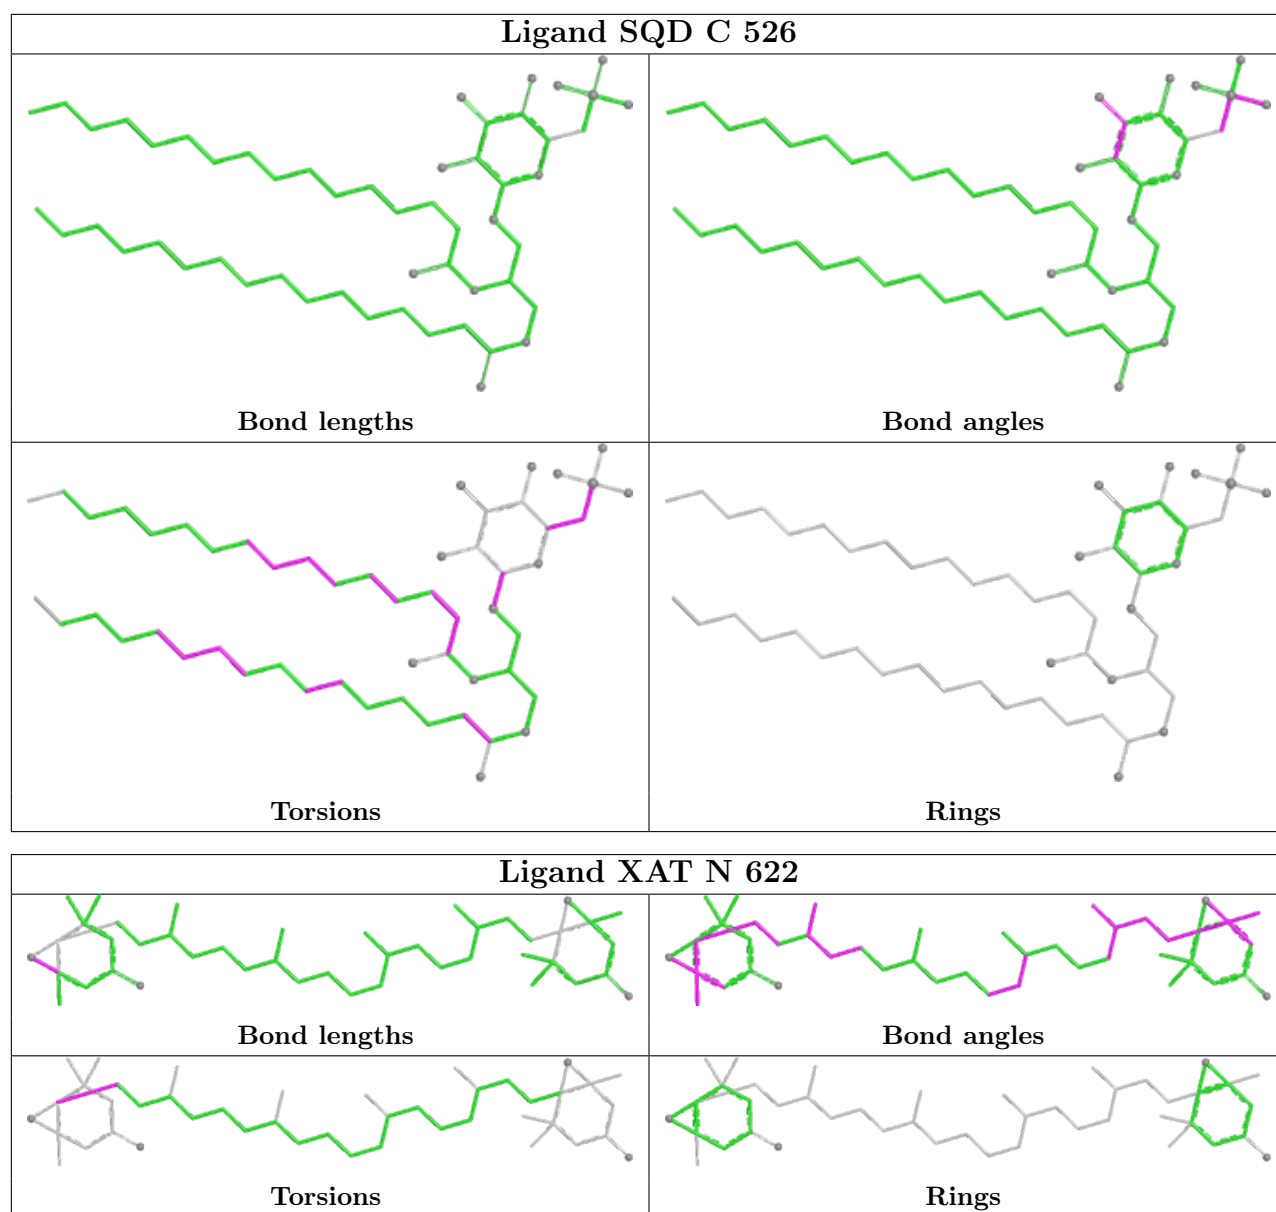 Ligand SQD C 526
Bond lengths
Bond angles
Torsions
Rings
Ligand XAT N 622
Bond lengths
Bond angles
Torsions
Rings